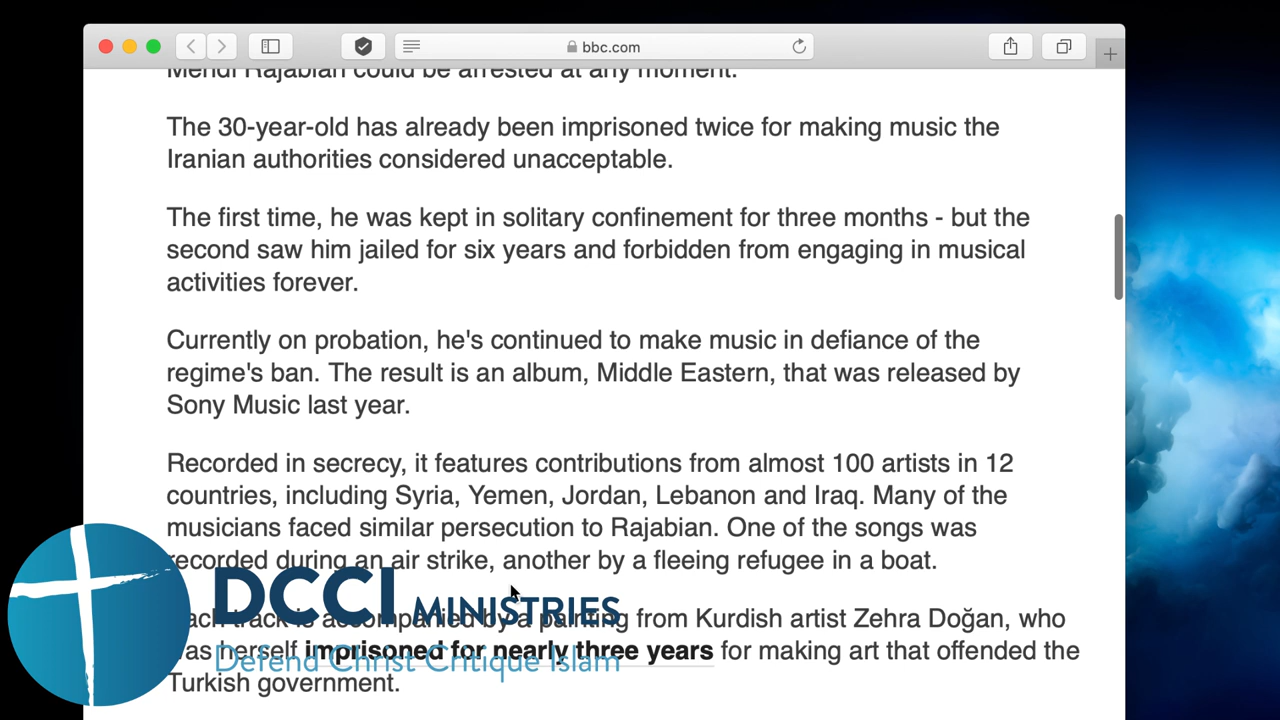 bbc.com
Mehdi Rajabian could be arrested at any moment.
The 30-year-old has already been imprisoned twice for making music the
Iranian authorities considered unacceptable.
The first time, he was kept in solitary confinement for three months - but the
second saw him jailed for six years and forbidden from engaging in musical
activities forever.
Currently on probation, he's continued to make music in defiance of the
regime's ban. The result is an album, Middle Eastern, that was released by
Sony Music last year.
Recorded in secrecy, it features contributions from almost 100 artists in 12
countries, including Syria, Yemen, Jordan, Lebanon and Iraq. Many of the
musicians faced similar persecution to Rajabian. One of the songs was
recorded during an air strike, another by a fleeing refugee in a boat.
Each track is accompanied by a painting from Kurdish artist Zehra Doğan, who
was herself imprisoned for nearly three years for making art that offended the
Turkish government.
DCCI MINISTRIES
Defend Christ Critique Islam